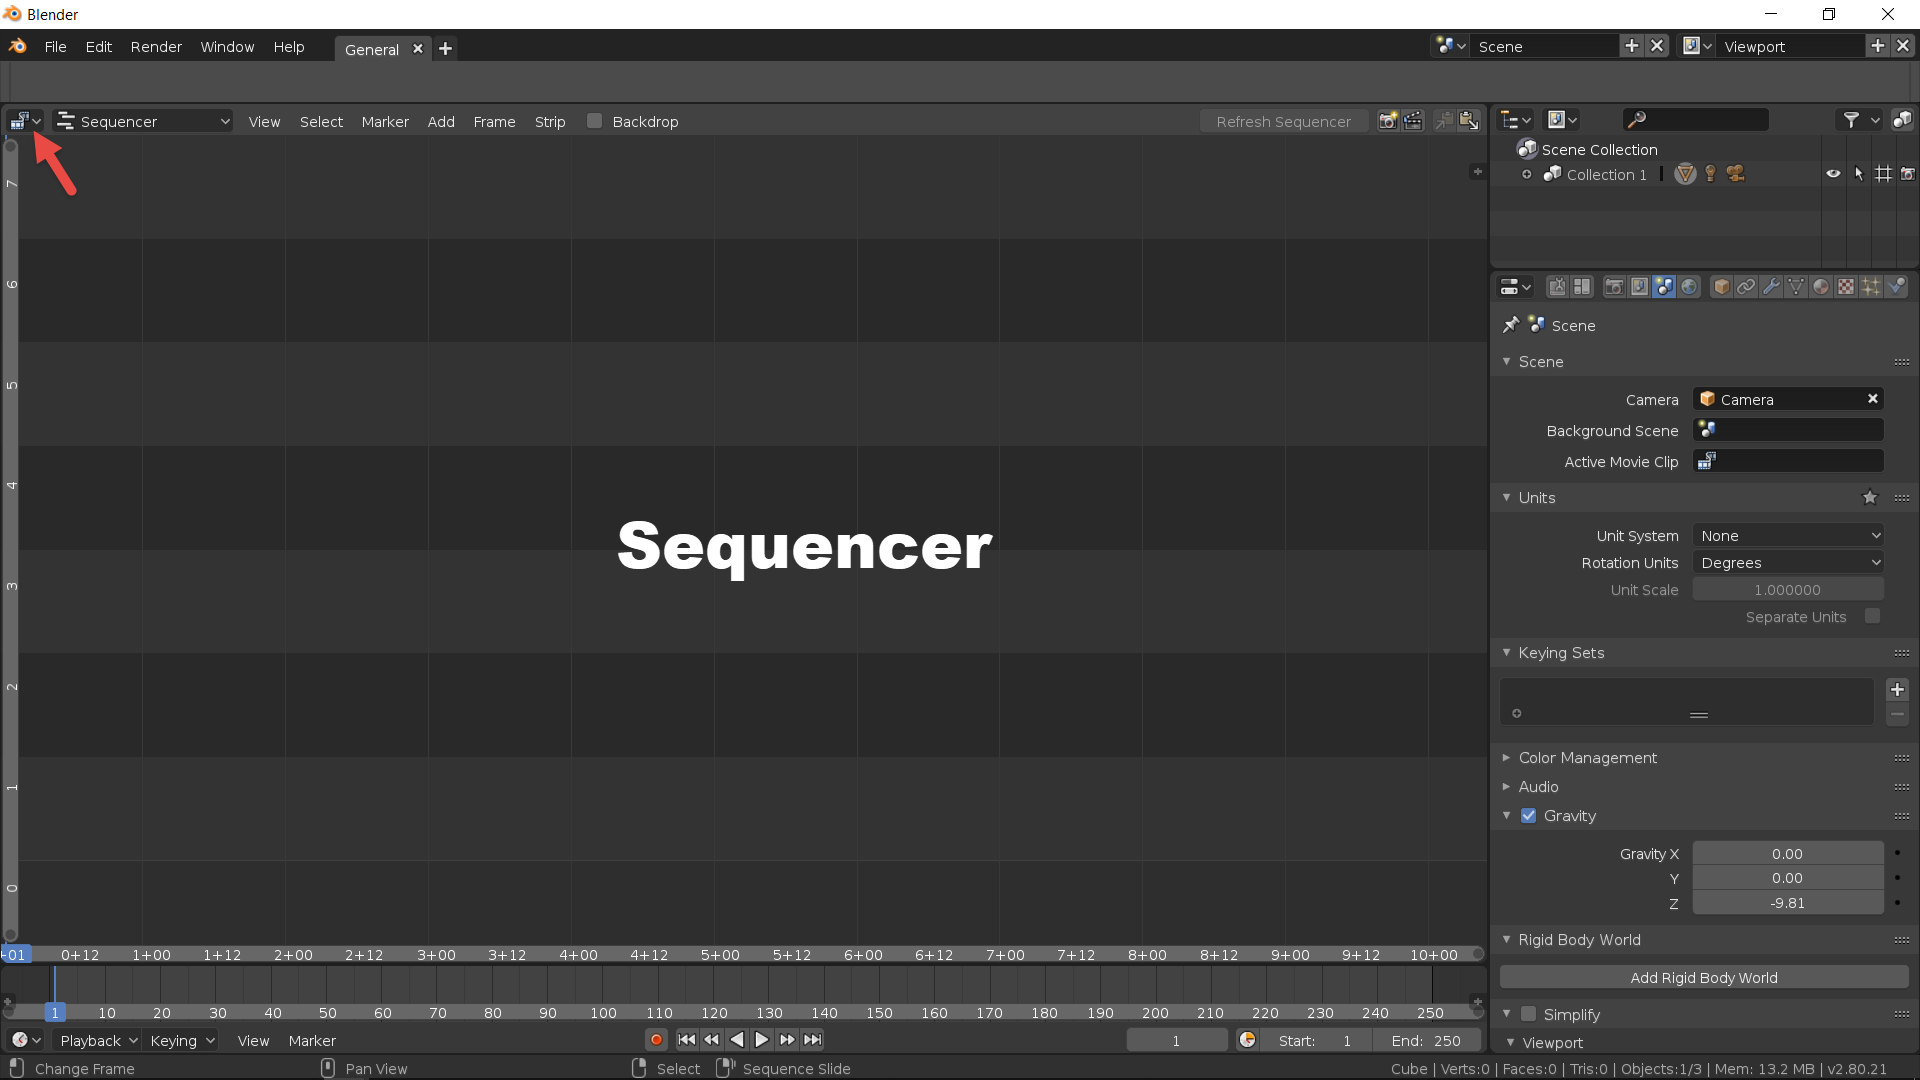 Blender
File Edit Render Window Help General Scene Viewport
Sequencer View Select Marker Add Frame Strip Backdrop Refresh Sequencer
Scene Collection
Collection 1
Scene
Scene
Camera Camera
Background Scene
Active Movie Clip
Units
Unit System None
Rotation Units Degrees
Unit Scale 1.000000
Separate Units
Keying Sets
Color Management
Audio
Gravity
Gravity X 0.00
Y 0.00
Z -9.81
Rigid Body World
Add Rigid Body World
Simplify
Viewport
7
6
5
4
3
2
1
0
Sequencer
+01 0+12 1+00 1+12 2+00 2+12 3+00 3+12 4+00 4+12 5+00 5+12 6+00 6+12 7+00 7+12 8+00 8+12 9+00 9+12 10+00
1 10 20 30 40 50 60 70 80 90 100 110 120 130 140 150 160 170 180 190 200 210 220 230 240 250
Playback Keying View Marker 1 Start: 1 End: 250
Change Frame Pan View Select Sequence Slide Cube | Verts:0 | Faces:0 | Tris:0 | Objects:1/3 | Mem: 13.2 MB | v2.80.21